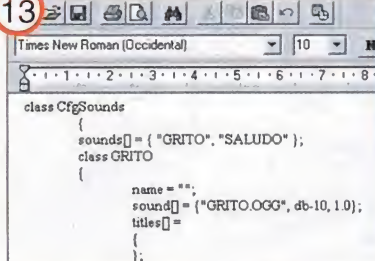 13
Times New Roman (Occidental) 10 N
1 2 3 4 5 6 7 8
class CfgSounds
{
sounds[] = { "GRITO", "SALUDO" };
class GRITO
{
name = "";
sound[] = {"GRITO.OGG", db-10, 1.0};
titles[] =
{
};